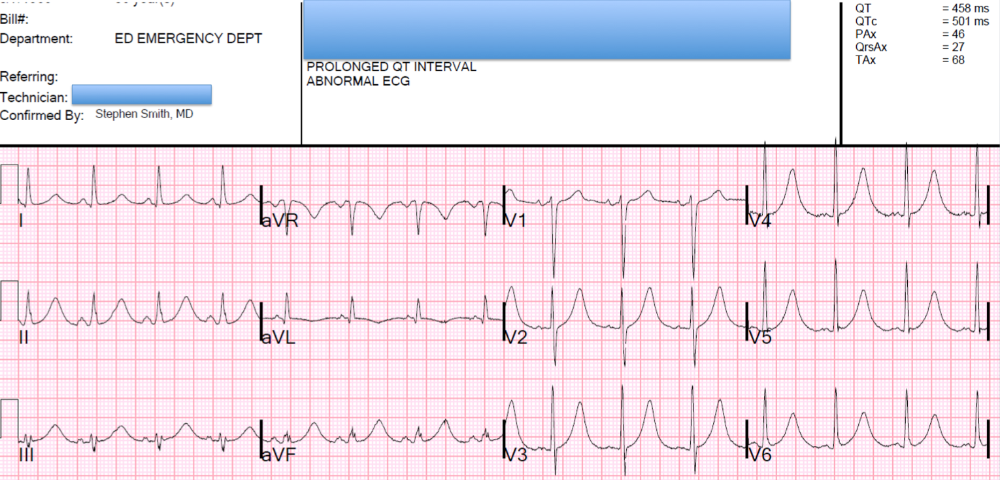 Bill#:
Department: ED EMERGENCY DEPT
Referring:
Technician:
Confirmed By: Stephen Smith, MD
PROLONGED QT INTERVAL
ABNORMAL ECG
QT = 458 ms
QTc = 501 ms
PAx = 46
QrsAx = 27
TAx = 68
I aVR V1 V4
II aVL V2 V5
III aVF V3 V6